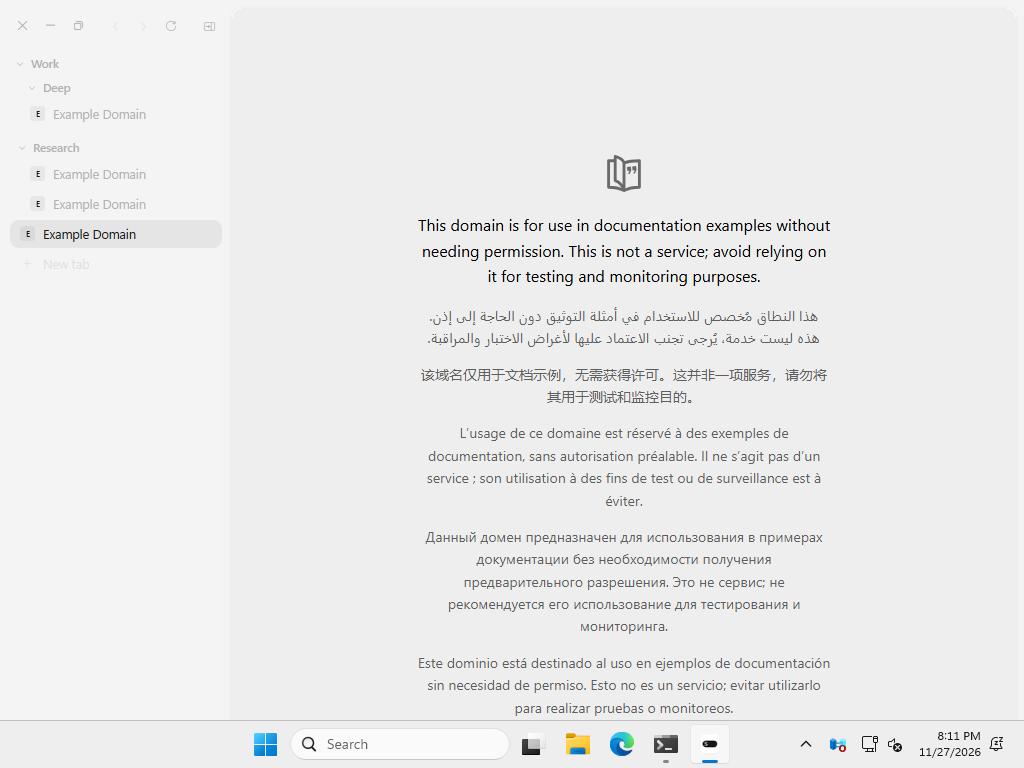 Work
Deep
E Example Domain
Research
E Example Domain
E Example Domain
E Example Domain
New tab
This domain is for use in documentation examples without
needing permission. This is not a service; avoid relying on
it for testing and monitoring purposes.
هذا النطاق مُخصص للاستخدام في أمثلة التوثيق دون الحاجة إلى إذن.
هذه ليست خدمة، يُرجى تجنب الاعتماد عليها لأغراض الاختبار والمراقبة.
该域名仅用于文档示例，无需获得许可。这并非一项服务，请勿将
其用于测试和监控目的。
L’usage de ce domaine est réservé à des exemples de
documentation, sans autorisation préalable. Il ne s’agit pas d’un
service ; son utilisation à des fins de test ou de surveillance est à
éviter.
Данный домен предназначен для использования в примерах
документации без необходимости получения
предварительного разрешения. Это не сервис; не
рекомендуется его использование для тестирования и
мониторинга.
Este dominio está destinado al uso en ejemplos de documentación
sin necesidad de permiso. Esto no es un servicio; evitar utilizarlo
para realizar pruebas o monitoreos.
Search
8:11 PM
11/27/2026